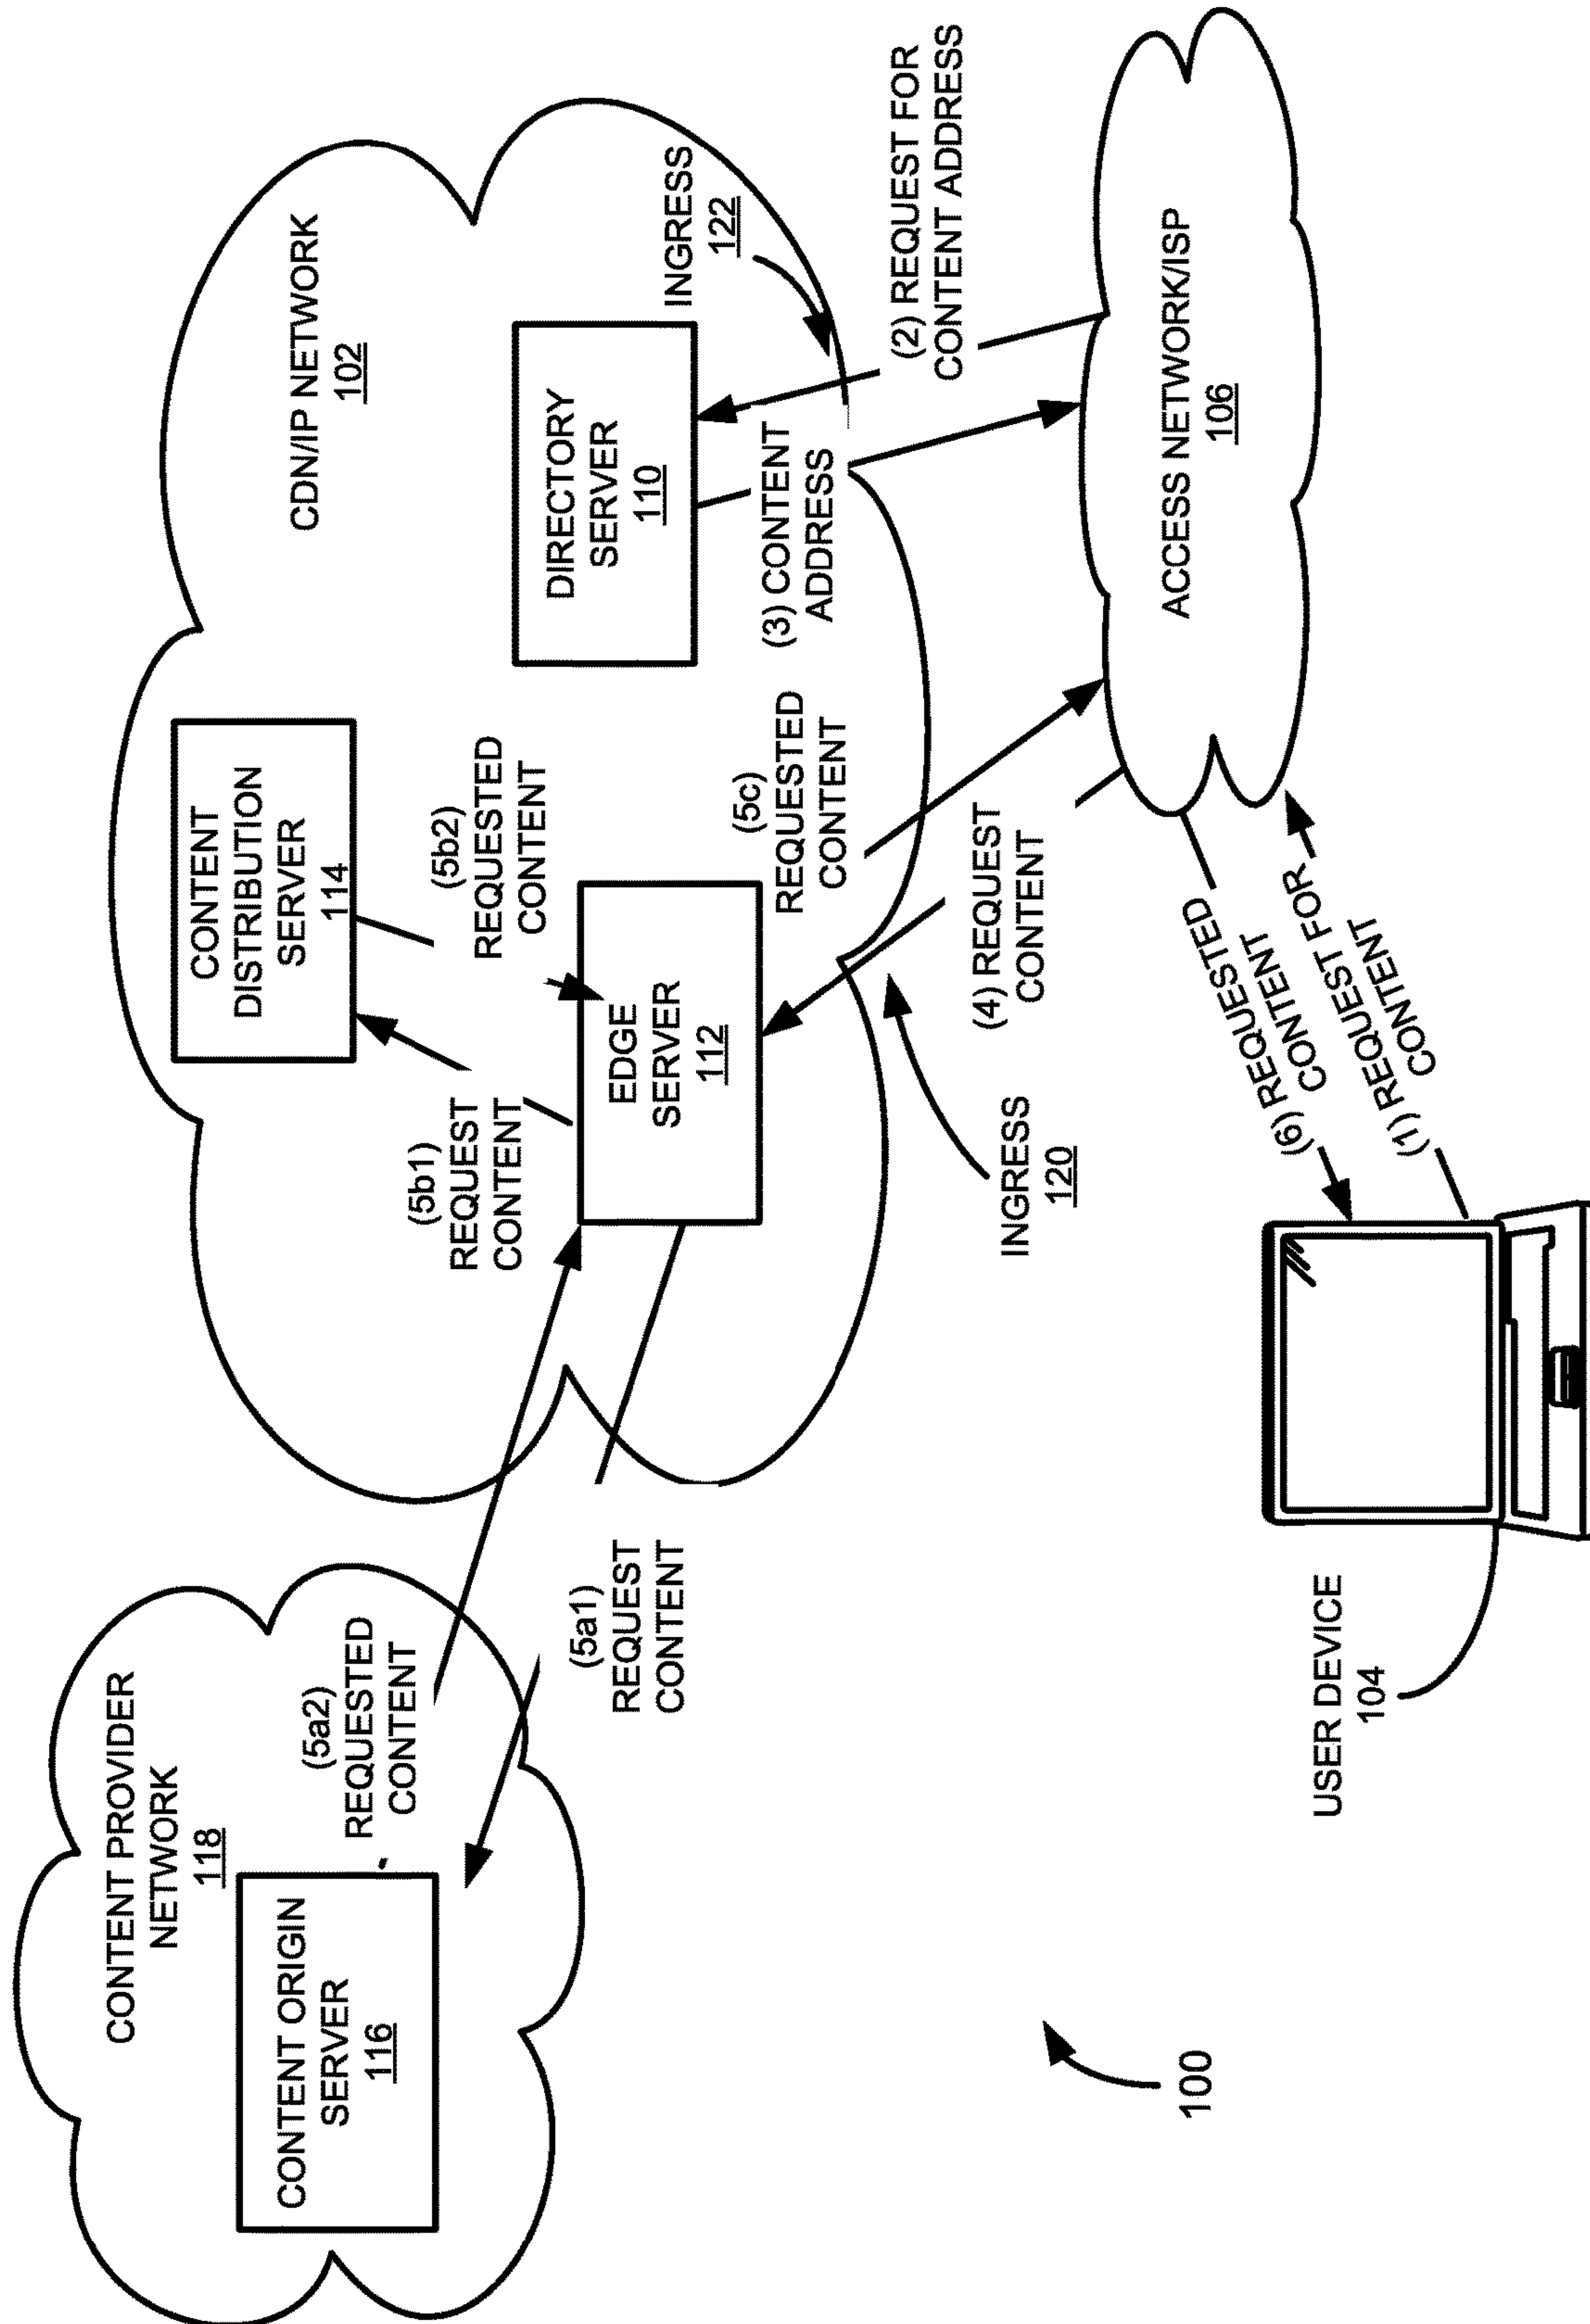 CONTENT PROVIDER
NETWORK
118
CONTENT ORIGIN
SERVER
116
(5a2)
REQUESTED
CONTENT
(5a1)
REQUEST
CONTENT
CDN/IP NETWORK
102
CONTENT
DISTRIBUTION
SERVER
114
(5b1)
REQUEST
CONTENT
(5b2)
REQUESTED
CONTENT
EDGE
SERVER
112
DIRECTORY
SERVER
110
INGRESS
122
(3) CONTENT
ADDRESS
(2) REQUEST FOR
CONTENT ADDRESS
(5c)
REQUESTED
CONTENT
(4) REQUEST
CONTENT
INGRESS
120
ACCESS NETWORK/ISP
106
(6) REQUESTED
CONTENT
(1) REQUEST FOR
CONTENT
USER DEVICE
104
100